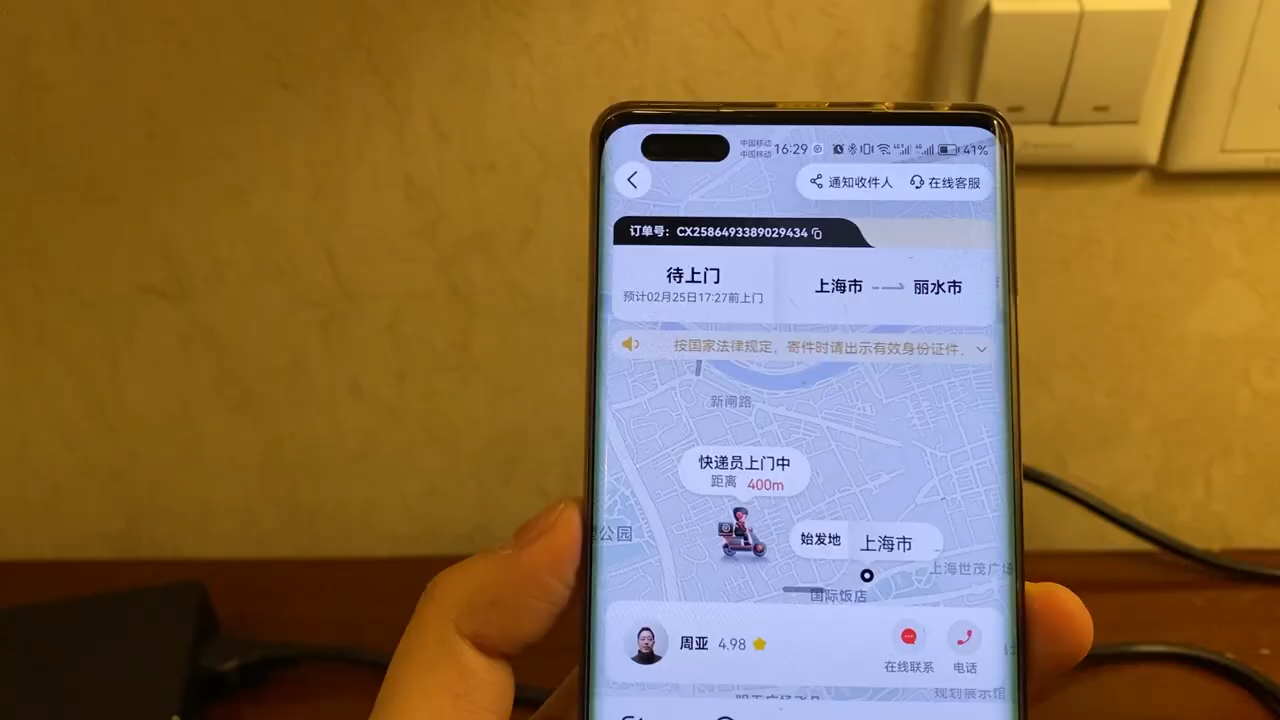 中国移动
中国移动
16:29
41%
通知收件人
在线客服
订单号：CX2586493389029434
待上门
预计02月25日17:27前上门
上海市
丽水市
按国家法律规定，寄件时请出示有效身份证件.
新闸路
快递员上门中
距离 400m
公园
始发地
上海市
上海世茂广场
国际饭店
周亚 4.98
在线联系
电话
规划展示馆